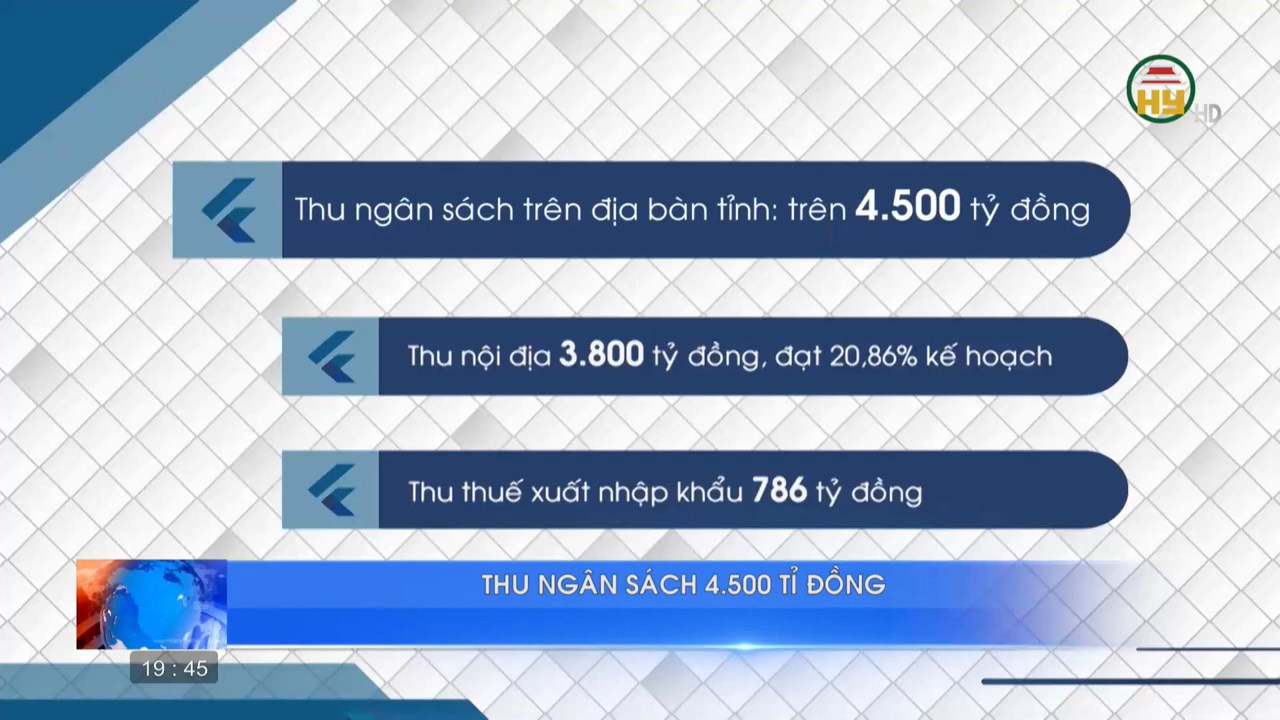 HY HD
Thu ngân sách trên địa bàn tỉnh: trên 4.500 tỷ đồng
Thu nội địa 3.800 tỷ đồng, đạt 20,86% kế hoạch
Thu thuế xuất nhập khẩu 786 tỷ đồng
THU NGÂN SÁCH 4.500 TỈ ĐỒNG
19 : 45